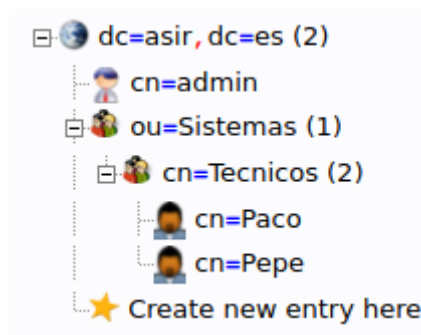 dc=asir, dc=es (2)
cn=admin
ou=Sistemas (1)
cn=Tecnicos (2)
cn=Paco
cn=Pepe
Create new entry here